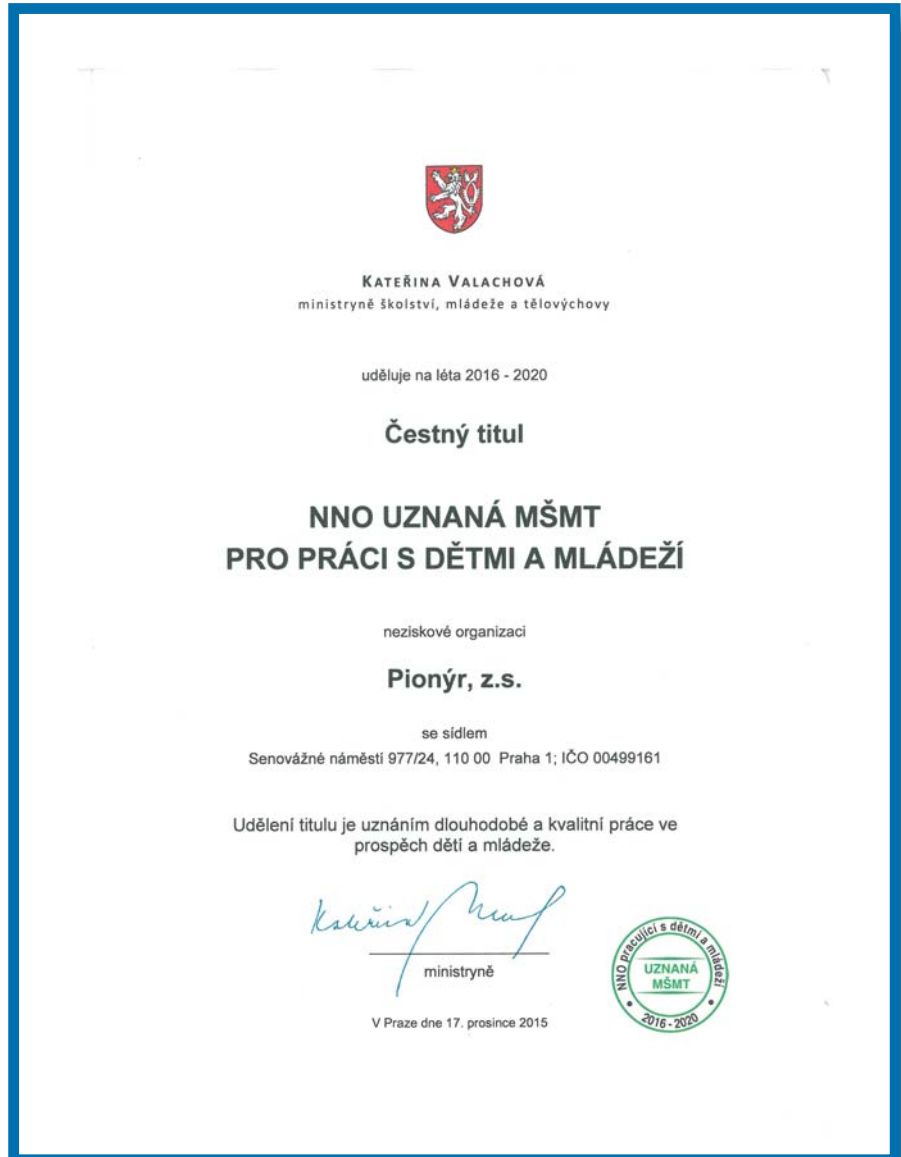 KATEŘINA VALACHOVÁ
ministryně školství, mládeže a tělovýchovy
uděluje na léta 2016 - 2020
Čestný titul
NNO UZNANÁ MŠMT
PRO PRÁCI S DĚTMI A MLÁDEŽÍ
neziskové organizaci
Pionýr, z.s.
se sídlem
Senovážné náměstí 977/24, 110 00 Praha 1; IČO 00499161
Udělení titulu je uznáním dlouhodobé a kvalitní práce ve
prospěch dětí a mládeže.
ministryně
V Praze dne 17. prosince 2015
NNO pracující s dětmi a mládeží
UZNANÁ
MŠMT
2016 - 2020